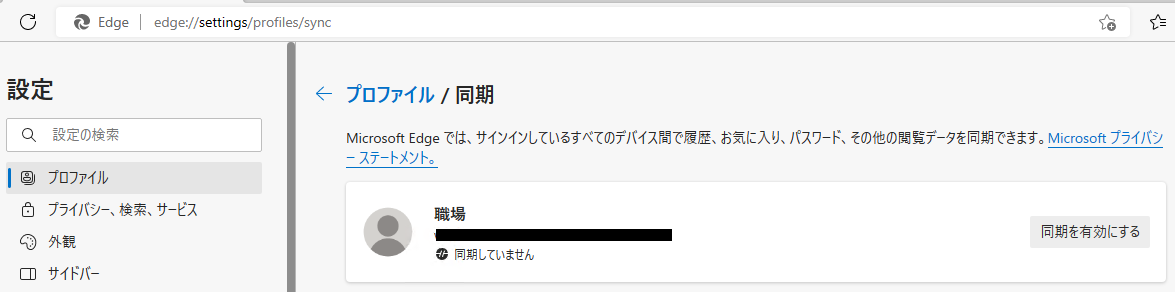 Edge edge://settings/profiles/sync
設定
設定の検索
プロファイル
プライバシー、検索、サービス
外観
サイドバー
プロファイル / 同期
Microsoft Edge では、サインインしているすべてのデバイス間で履歴、お気に入り、パスワード、その他の閲覧データを同期できます。Microsoft プライバシ
ー ステートメント。
職場
同期していません
同期を有効にする